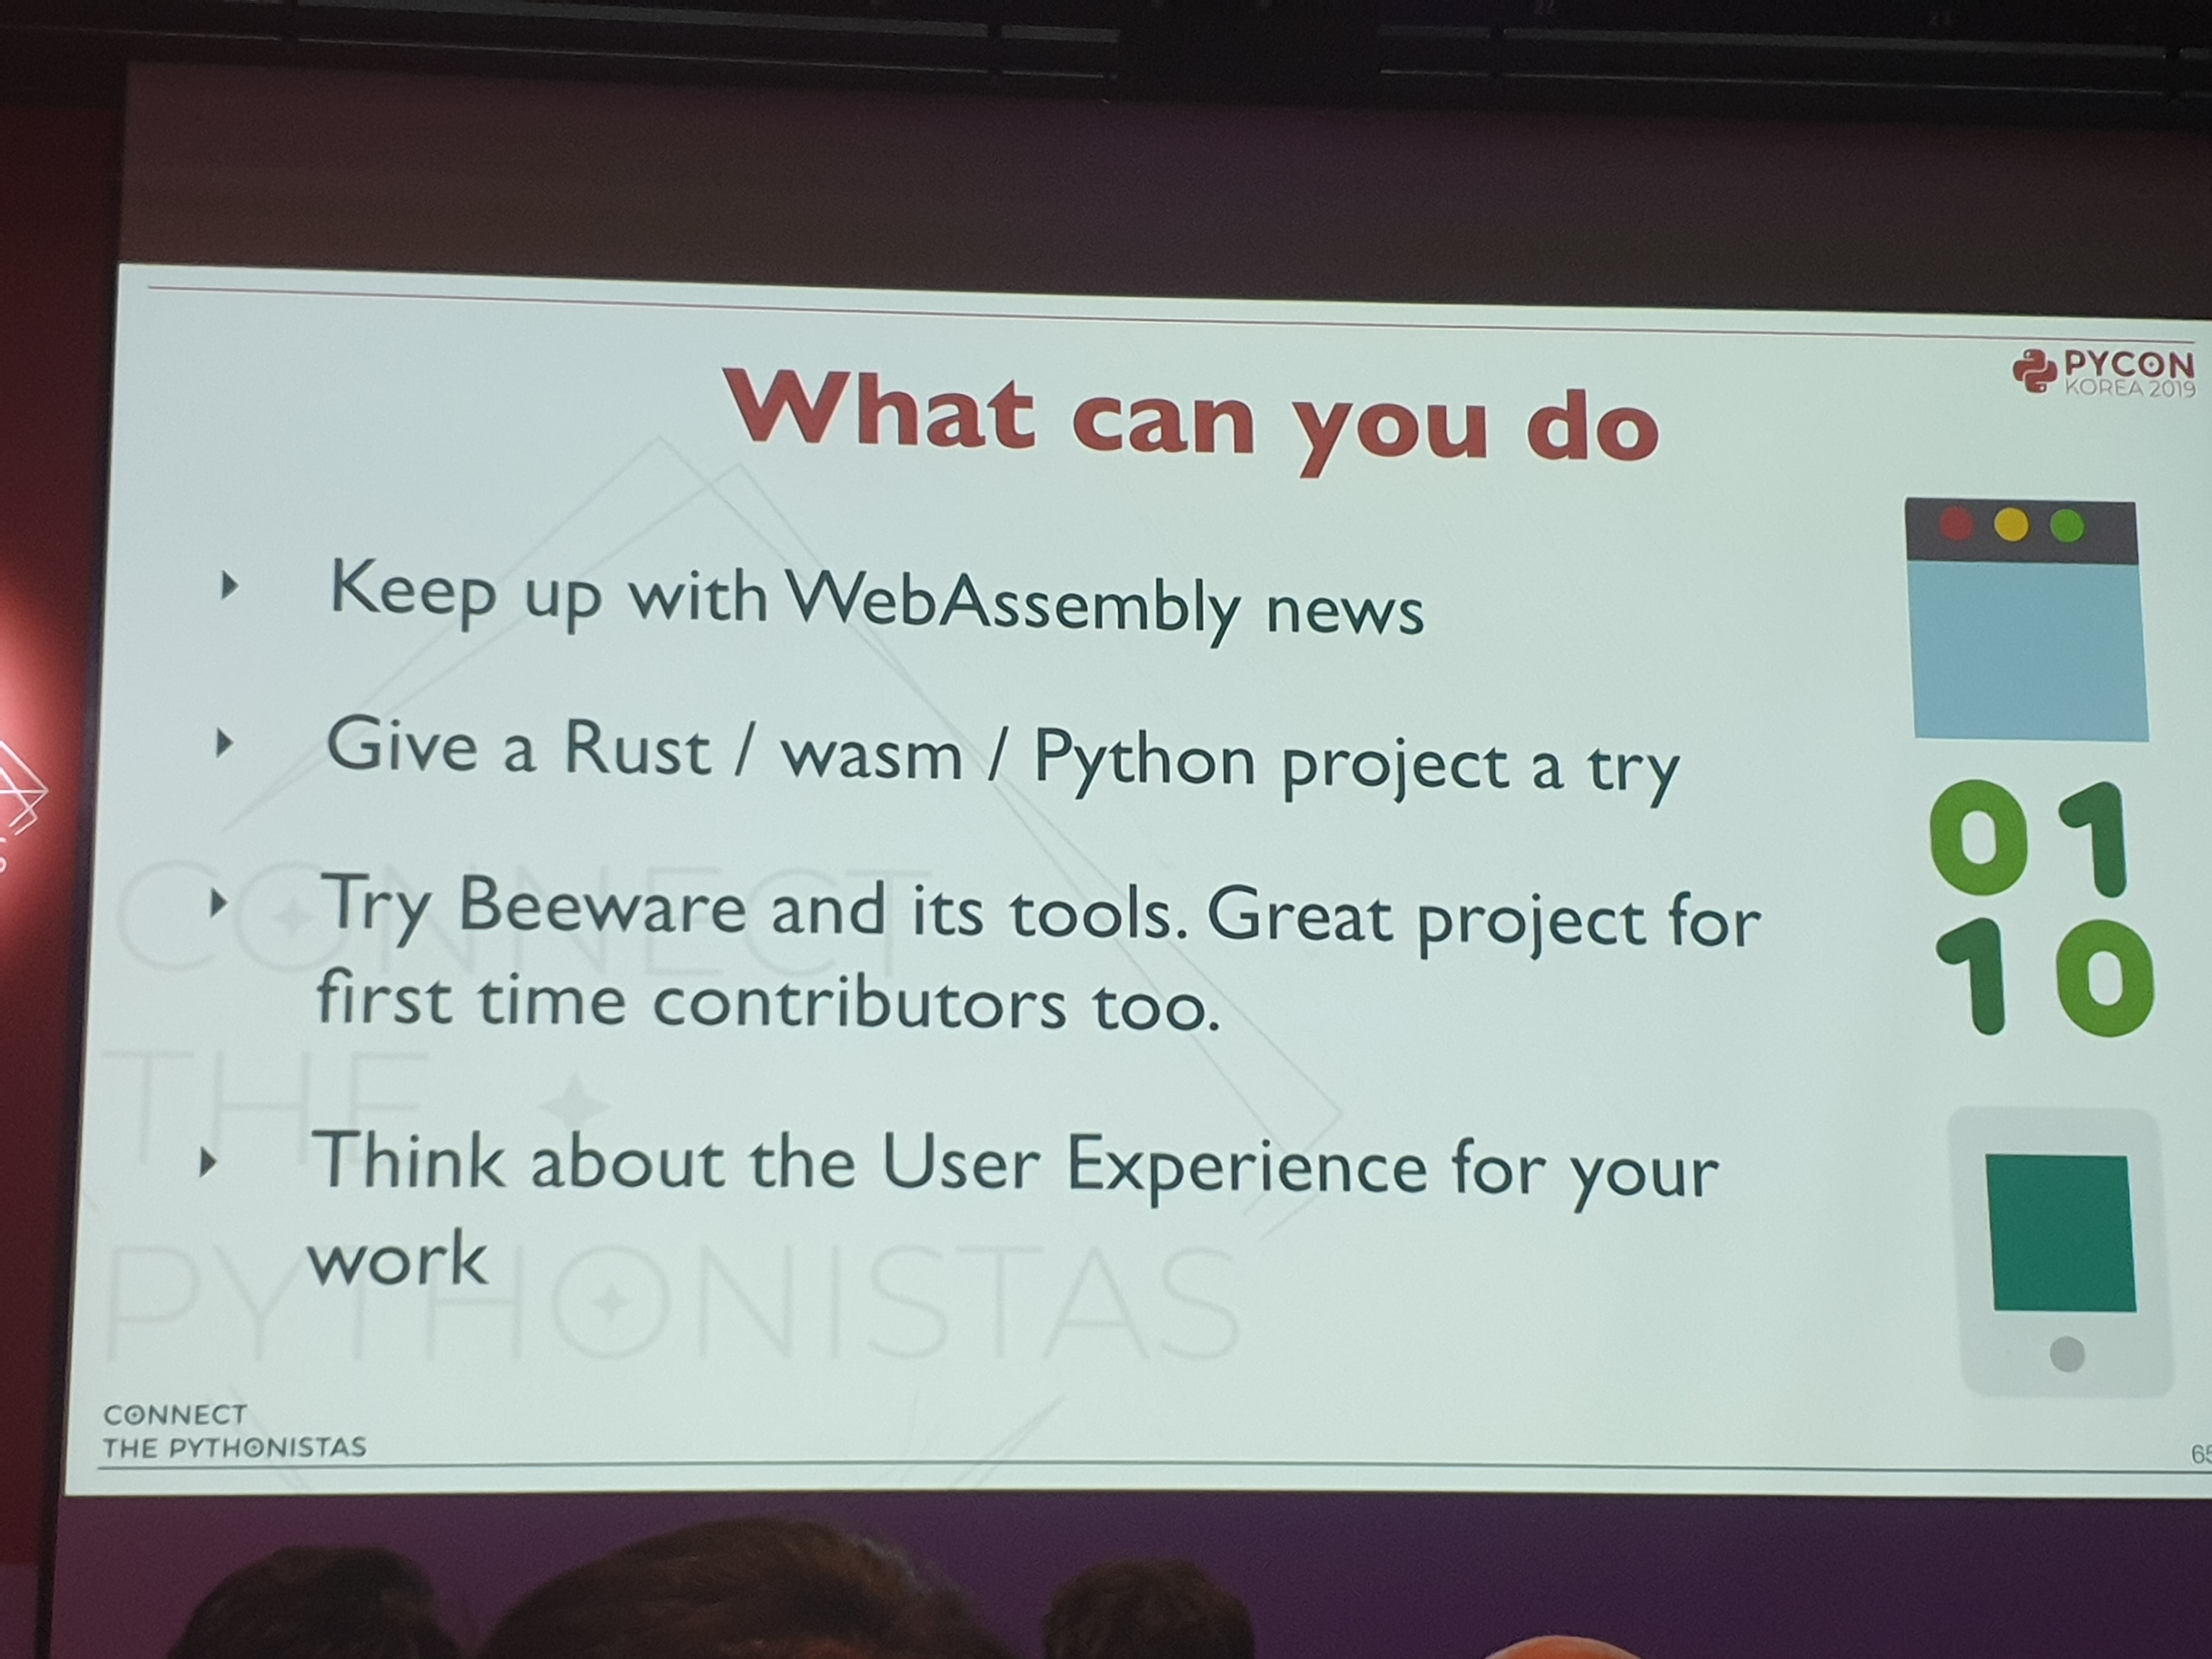 PYCON
KOREA 2019
What can you do
Keep up with WebAssembly news
Give a Rust / wasm / Python project a try
Try Beeware and its tools. Great project for
first time contributors too.
Think about the User Experience for your
work
01
10
CONNECT
THE
PYTHONISTAS
CONNECT
THE PYTHONISTAS
65